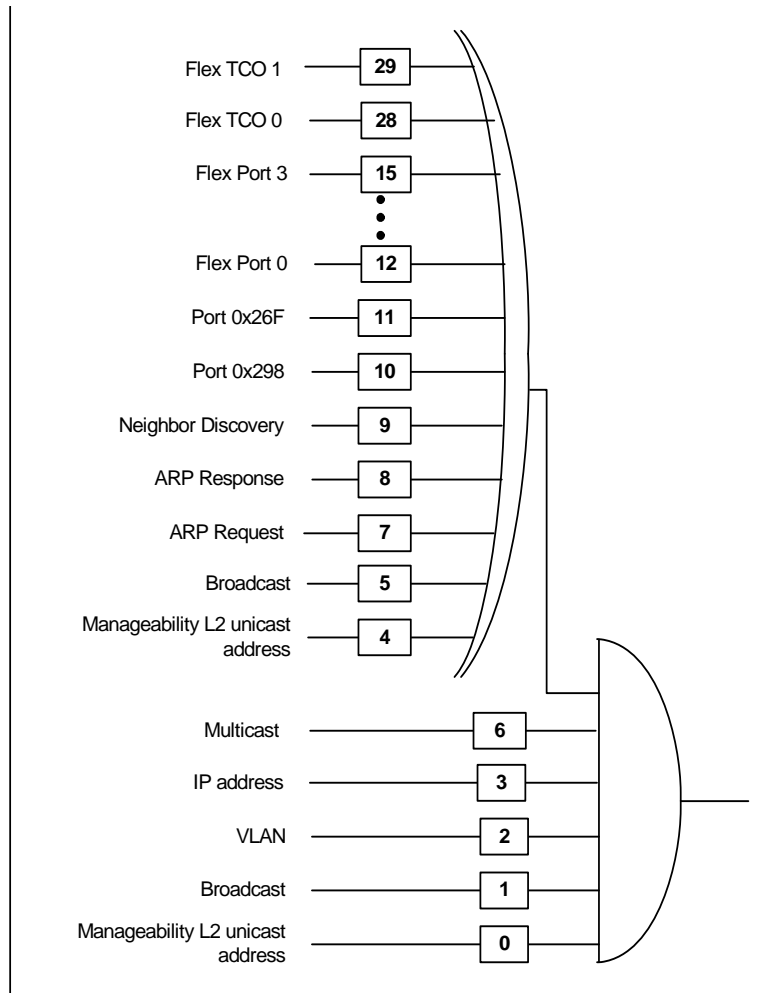 Flex TCO 1 29
Flex TCO 0 28
Flex Port 3 15
Flex Port 0 12
Port 0x26F 11
Port 0x298 10
Neighbor Discovery 9
ARP Response 8
ARP Request 7
Broadcast 5
Manageability L2 unicast
address 4
Multicast 6
IP address 3
VLAN 2
Broadcast 1
Manageability L2 unicast
address 0